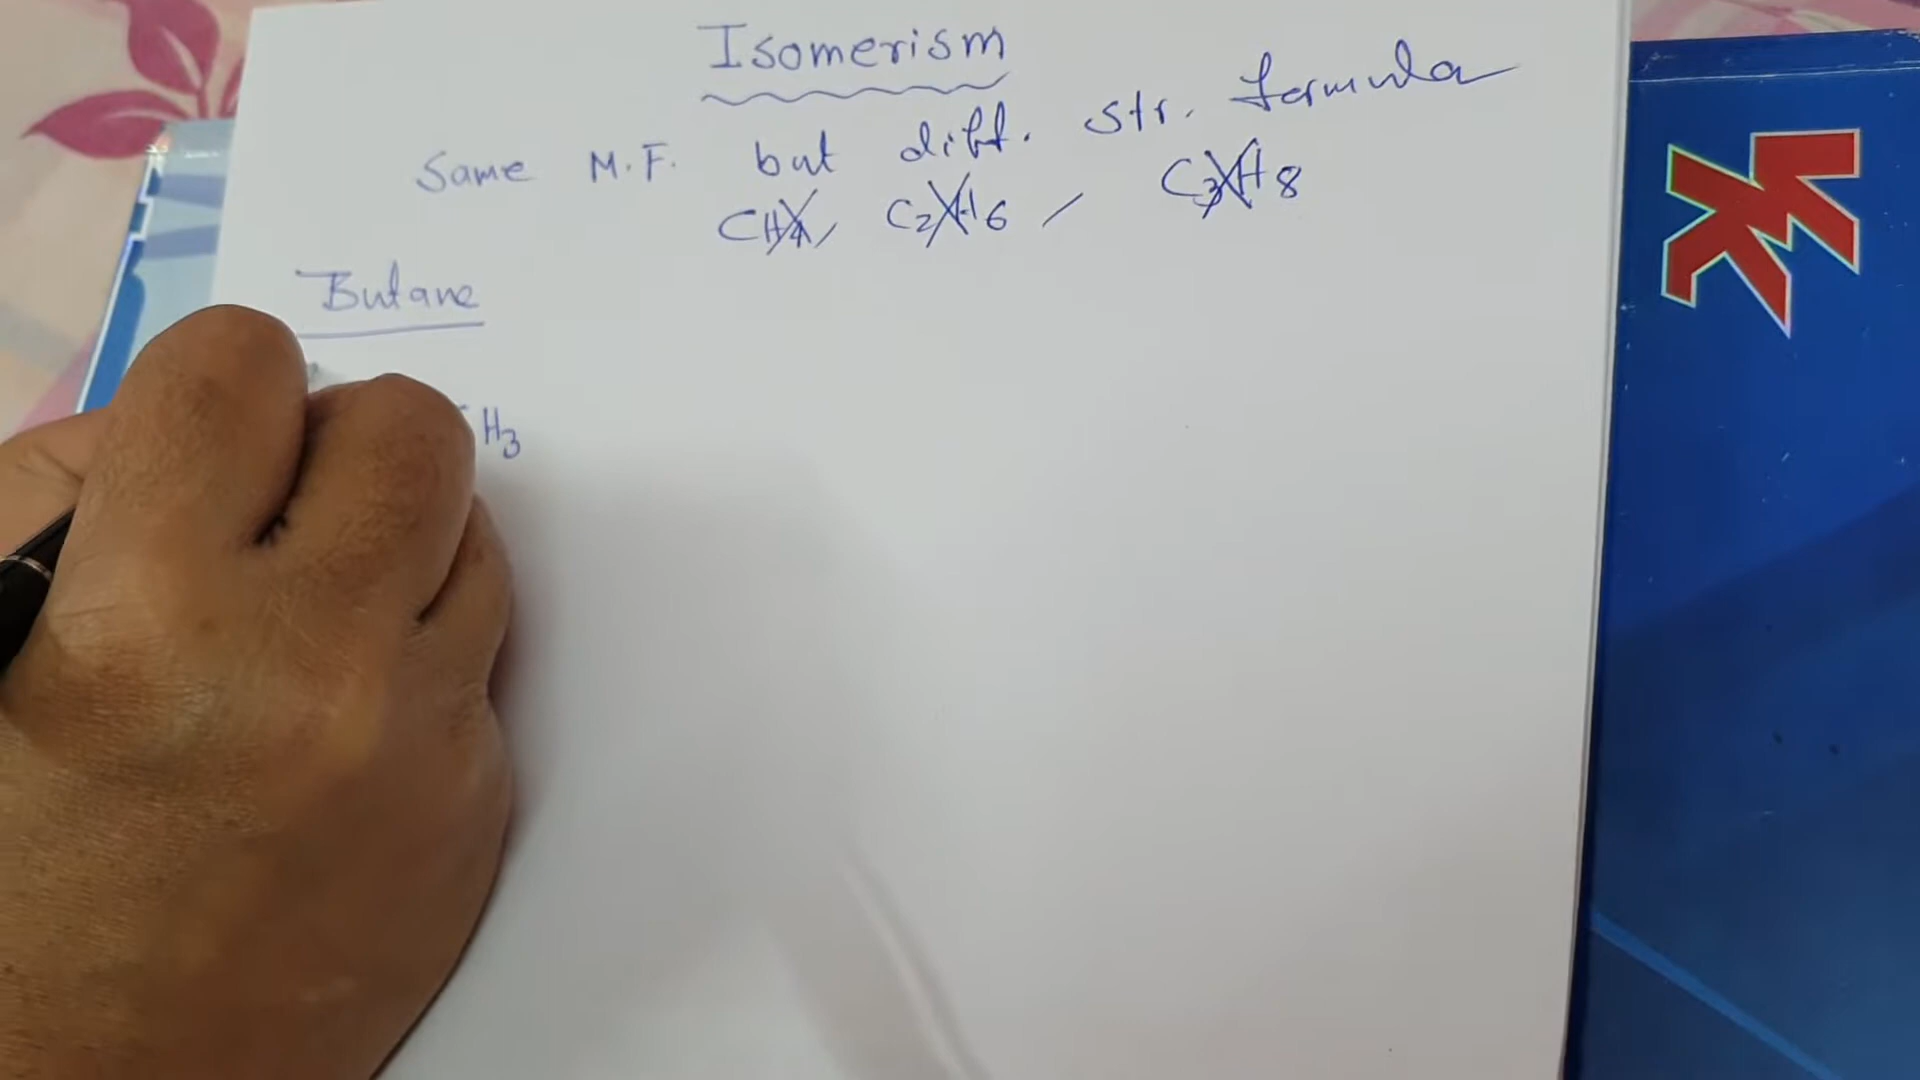 Isomerism
Same M.F. but diff. str. formula
CH4, C2H6, C3H8
Butane
H3